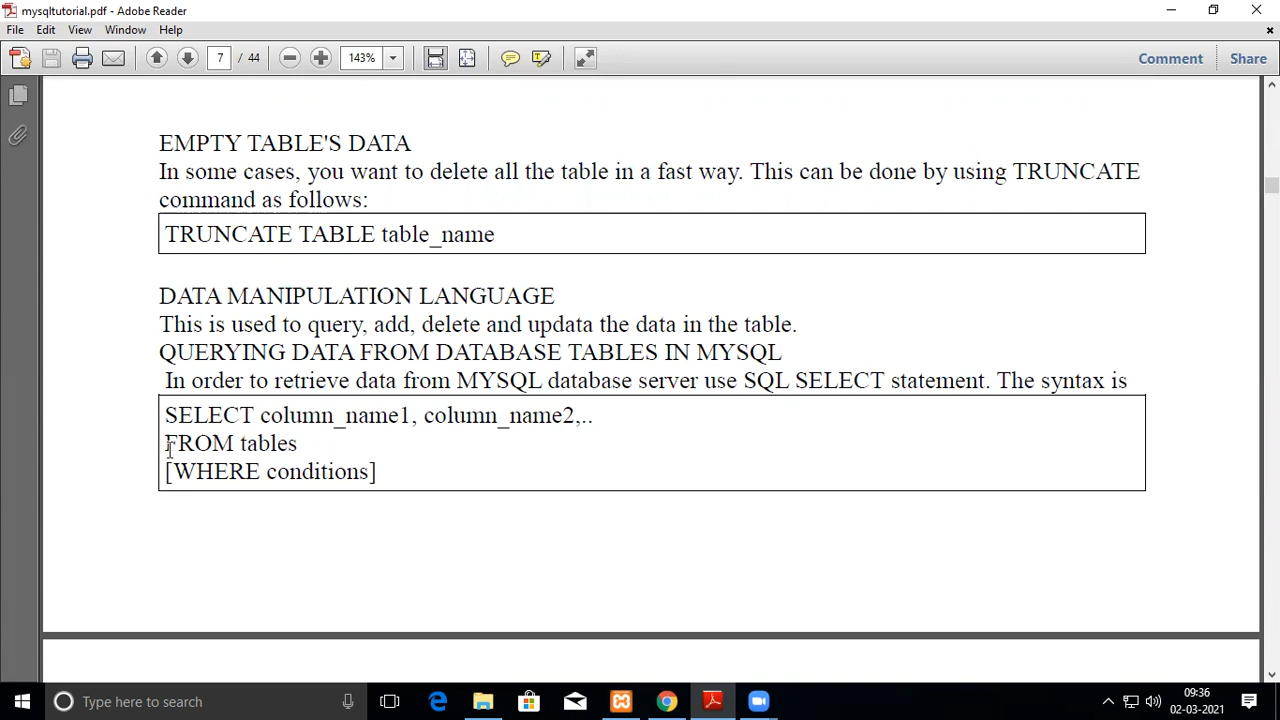 mysqltutorial.pdf - Adobe Reader
File Edit View Window Help
7 / 44 143% Comment Share
EMPTY TABLE'S DATA
In some cases, you want to delete all the table in a fast way. This can be done by using TRUNCATE
command as follows:
TRUNCATE TABLE table_name
DATA MANIPULATION LANGUAGE
This is used to query, add, delete and updata the data in the table.
QUERYING DATA FROM DATABASE TABLES IN MYSQL
In order to retrieve data from MYSQL database server use SQL SELECT statement. The syntax is
SELECT column_name1, column_name2,..
FROM tables
[WHERE conditions]
Type here to search
09:36
02-03-2021